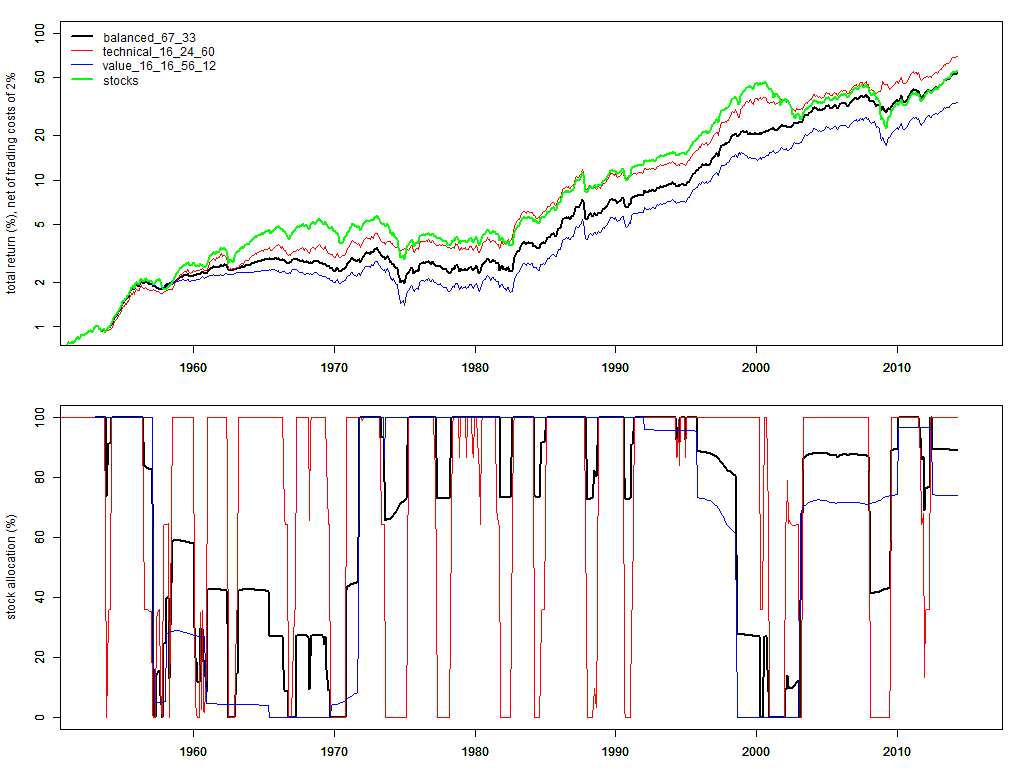 balanced_67_33
technical_16_24_60
value_16_16_56_12
stocks
total return (%), net of trading costs of 2%
100
50
20
10
5
2
1
1960 1970 1980 1990 2000 2010
stock allocation (%)
100
80
60
40
20
0
1960 1970 1980 1990 2000 2010